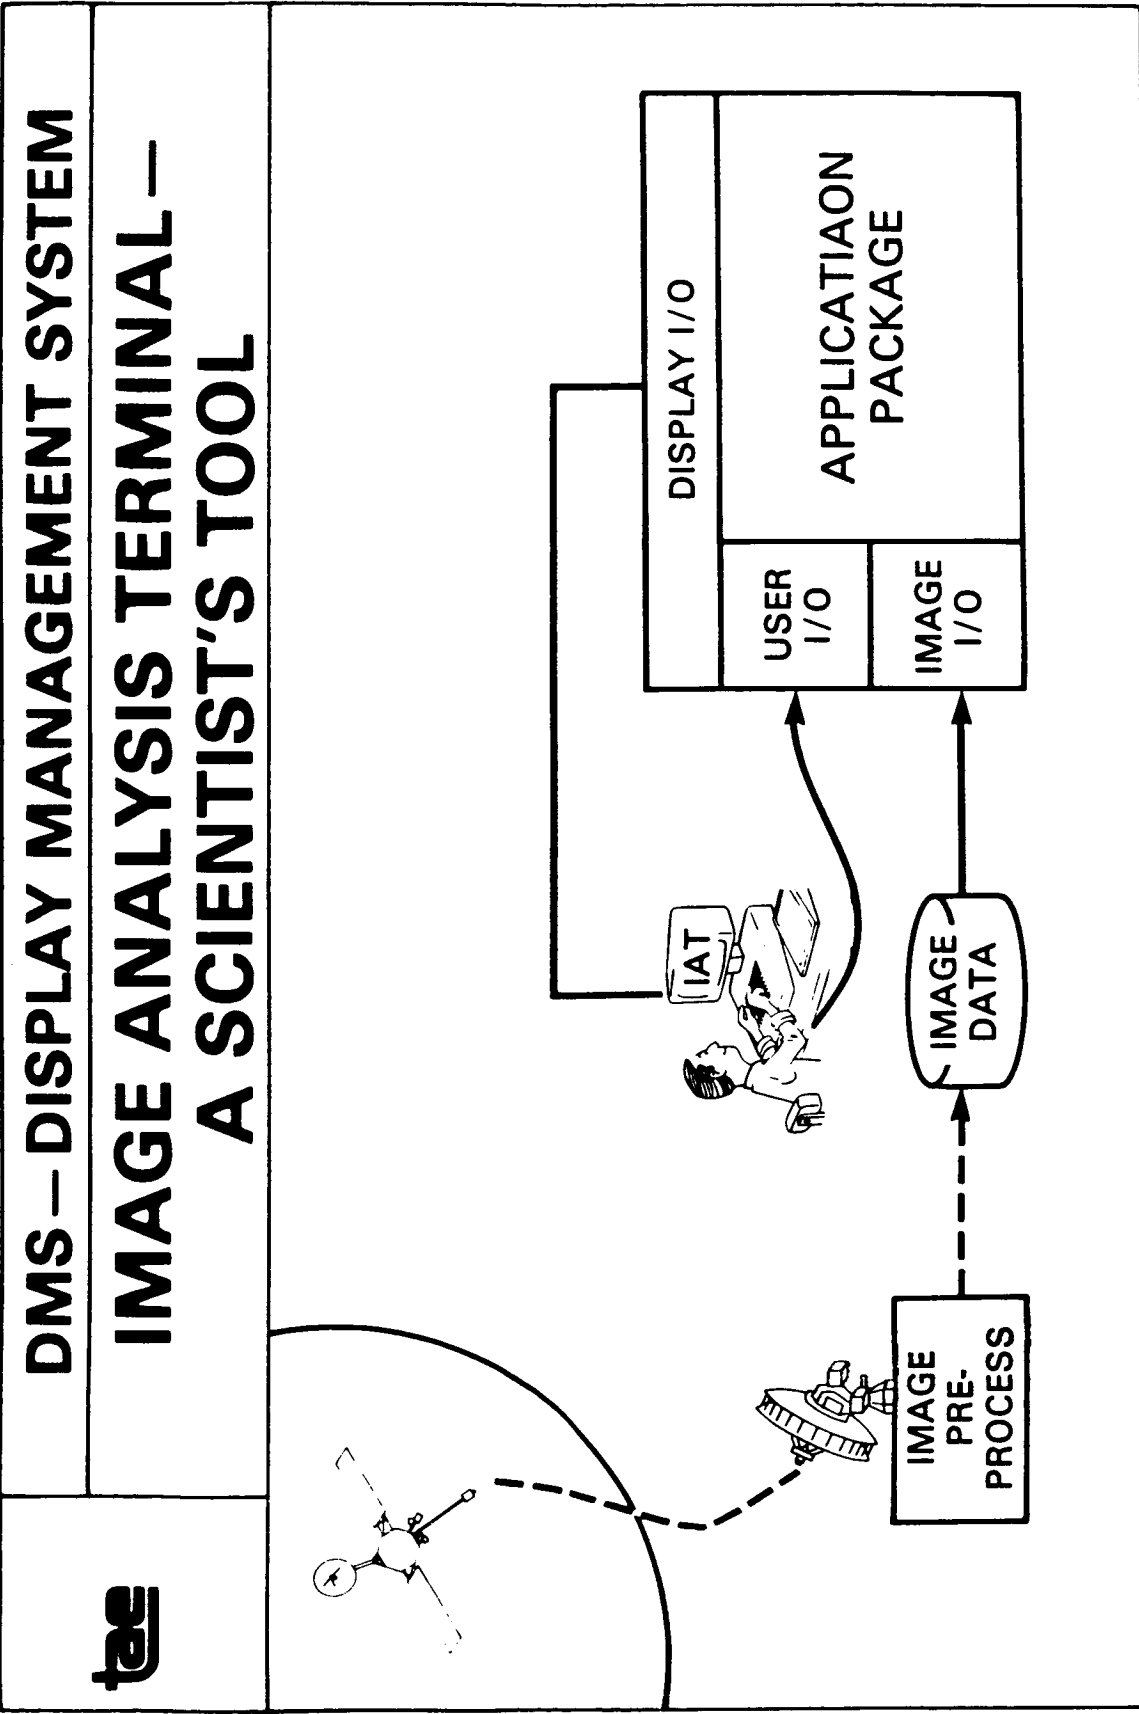 tae
DMS—DISPLAY MANAGEMENT SYSTEM
IMAGE ANALYSIS TERMINAL—
A SCIENTIST'S TOOL
IMAGE
PRE-
PROCESS
IMAGE
DATA
IAT
DISPLAY I/O
USER
I/O
IMAGE
I/O
APPLICATIAON
PACKAGE